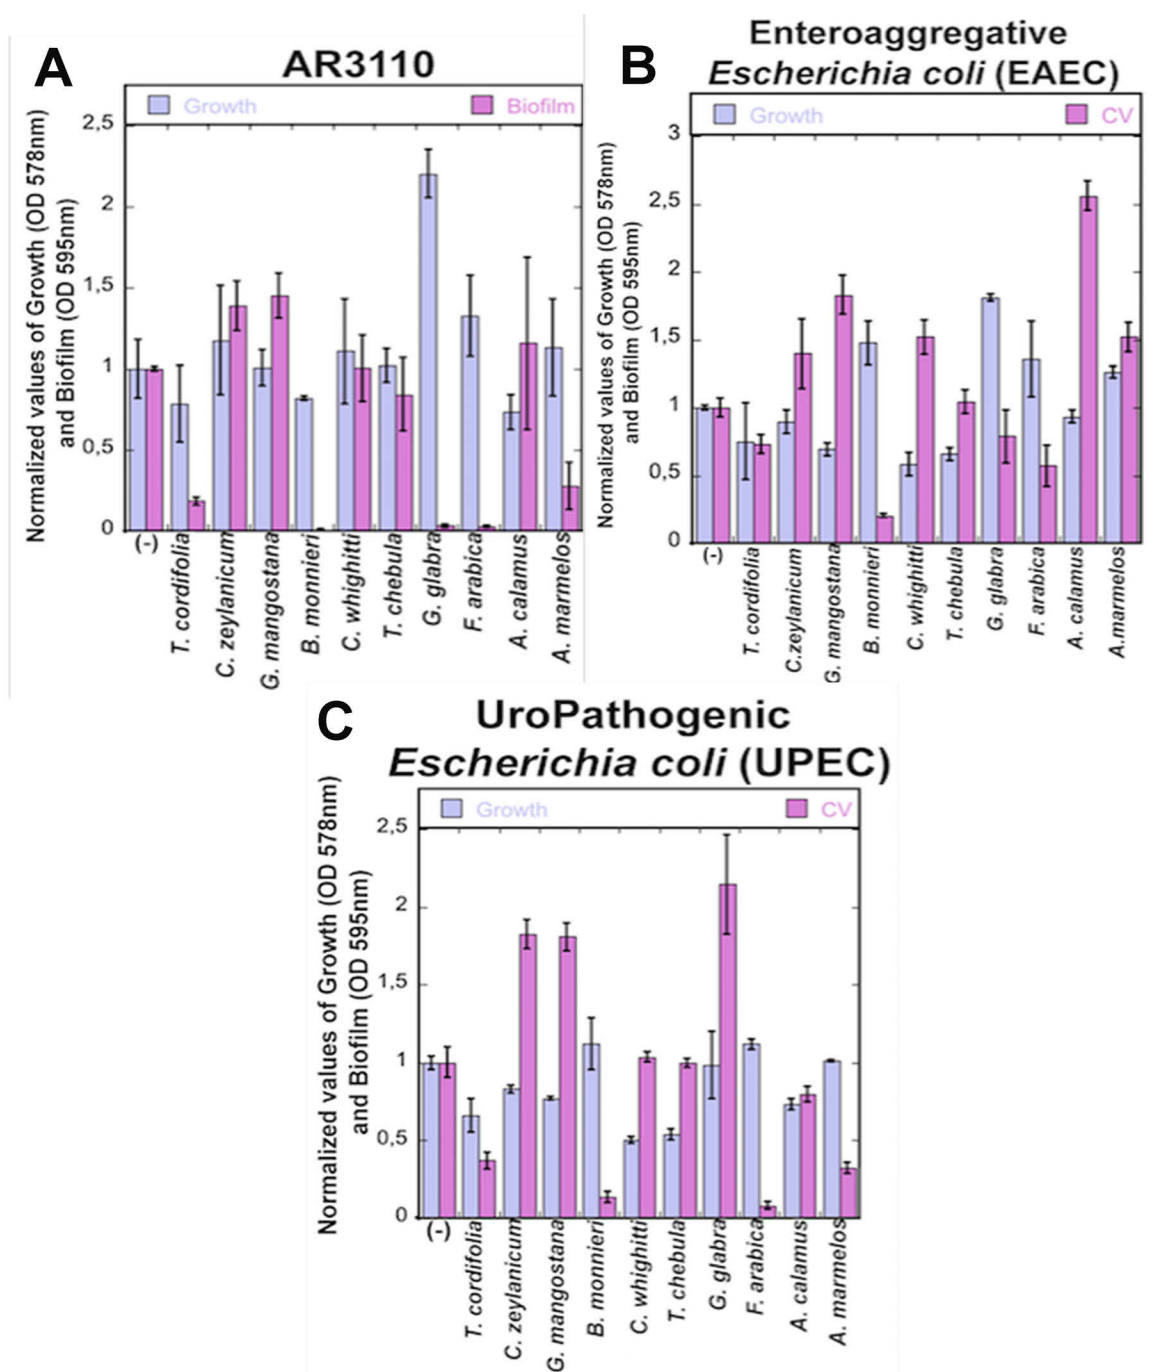 A
AR3110
Growth
Biofilm
Normalized values of Growth (OD 578nm)
and Biofilm (OD 595nm)
2,5
2
1,5
1
0,5
0
(-)
T. cordifolia
C. zeylanicum
G. mangostana
B. monnieri
C. whighitti
T. chebula
G. glabra
F. arabica
A. calamus
A. marmelos
B
Enteroaggregative
Escherichia coli (EAEC)
Growth
CV
Normalized values of Growth (OD 578nm)
and Biofilm (OD 595nm)
3
2,5
2
1,5
1
0,5
0
(-)
T. cordifolia
C.zeylanicum
G. mangostana
B. monnieri
C. whighitti
T. chebula
G. glabra
F. arabica
A. calamus
A.marmelos
C
UroPathogenic
Escherichia coli (UPEC)
Growth
CV
Normalized values of Growth (OD 578nm)
and Biofilm (OD 595nm)
2,5
2
1,5
1
0,5
0
(-)
T. cordifolia
C. zeylanicum
G. mangostana
B. monnieri
C. whighitti
T. chebula
G. glabra
F. arabica
A. calamus
A. marmelos